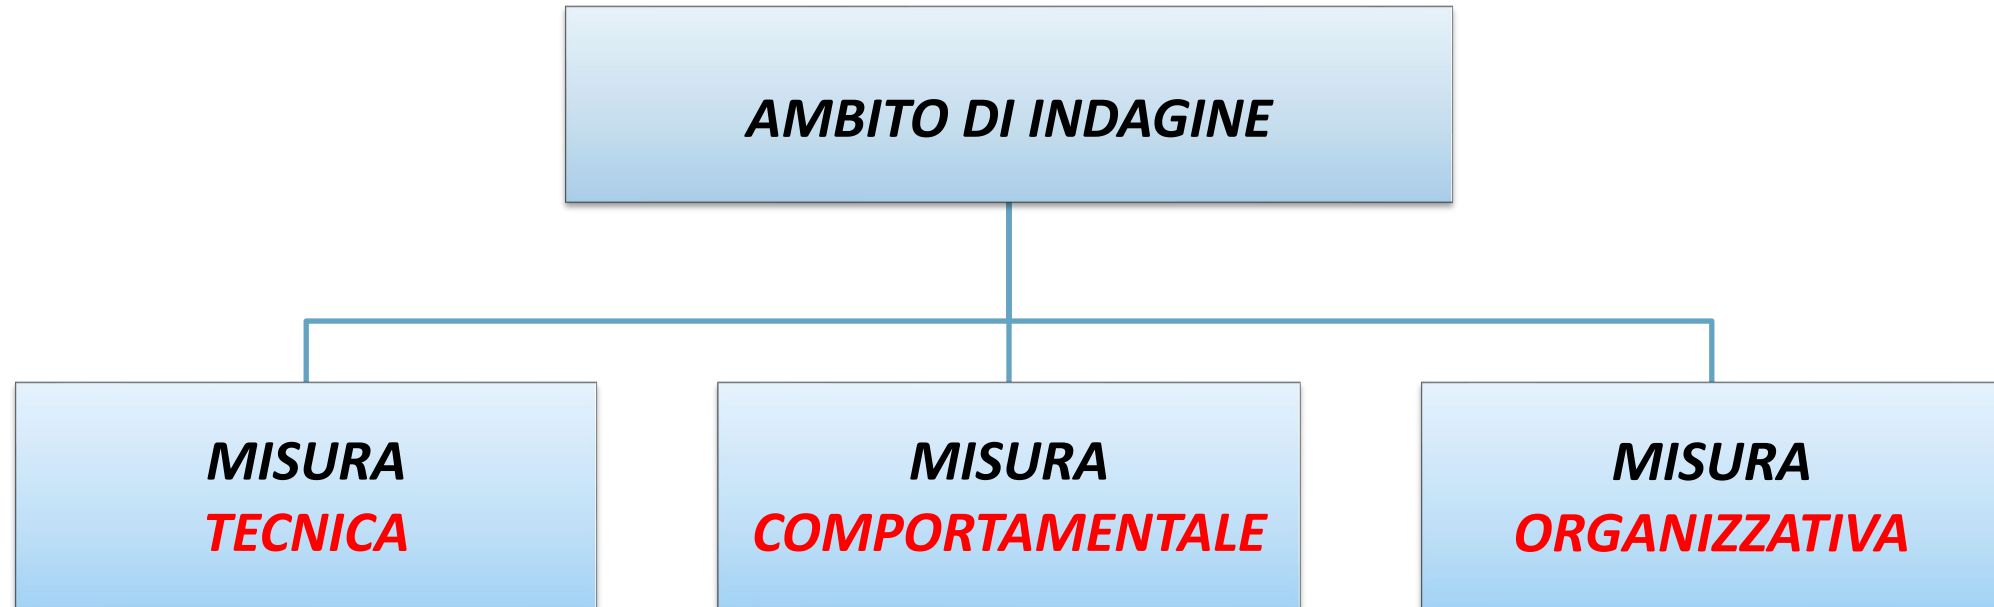 AMBITO DI INDAGINE
MISURA
TECNICA
MISURA
COMPORTAMENTALE
MISURA
ORGANIZZATIVA